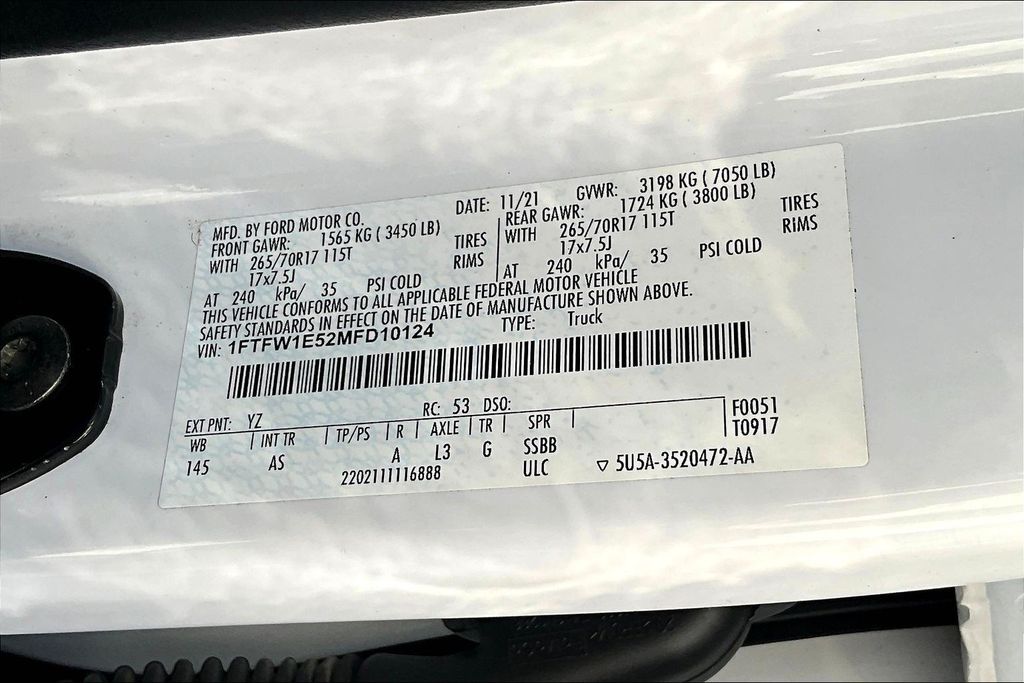 MFD. BY FORD MOTOR CO. DATE: 11/21 GVWR: 3198 KG ( 7050 LB)
FRONT GAWR: 1565 KG ( 3450 LB) REAR GAWR: 1724 KG ( 3800 LB)
WITH 265/70R17 115T TIRES WITH 265/70R17 115T TIRES
17x7.5J RIMS 17x7.5J RIMS
AT 240 kPa/ 35 PSI COLD AT 240 kPa/ 35 PSI COLD
THIS VEHICLE CONFORMS TO ALL APPLICABLE FEDERAL MOTOR VEHICLE
SAFETY STANDARDS IN EFFECT ON THE DATE OF MANUFACTURE SHOWN ABOVE.
VIN: 1FTFW1E52MFD10124 TYPE: Truck
EXT PNT: YZ RC: 53 DSO:
WB INT TR TP/PS R AXLE TR SPR F0051
145 AS A L3 G SSBB T0917
2202111116888 ULC ▽ 5U5A-3520472-AA